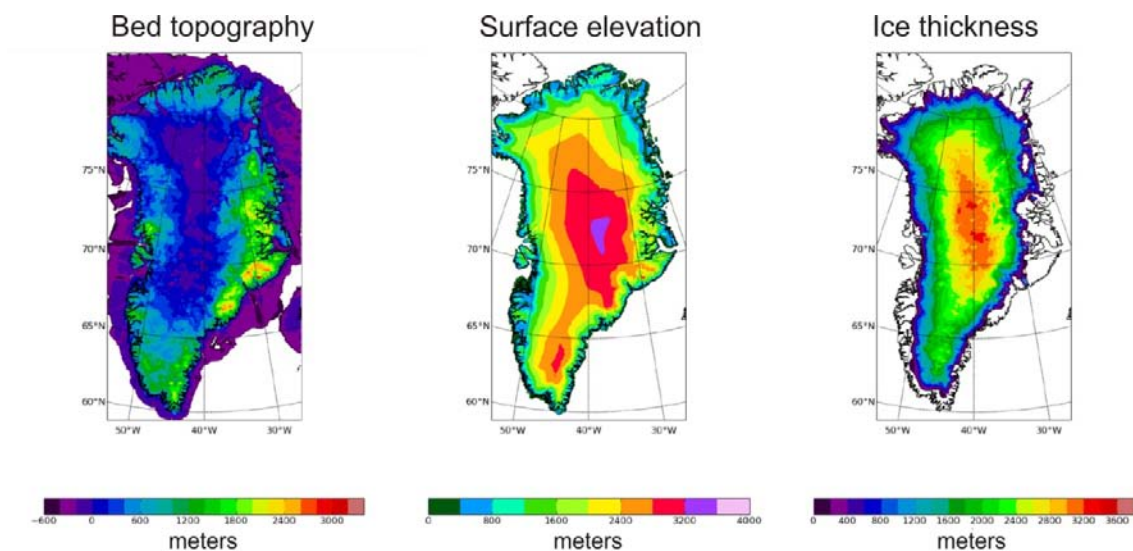 Bed topography
Surface elevation
Ice thickness
75°N
70°N
65°N
60°N
50°W 40°W 30°W
75°N
70°N
65°N
60°N
50°W 40°W 30°W
75°N
70°N
65°N
60°N
50°W 40°W 30°W
−600 0 600 1200 1800 2400 3000
meters
0 800 1600 2400 3200 4000
meters
0 400 800 1200 1600 2000 2400 2800 3200 3600
meters